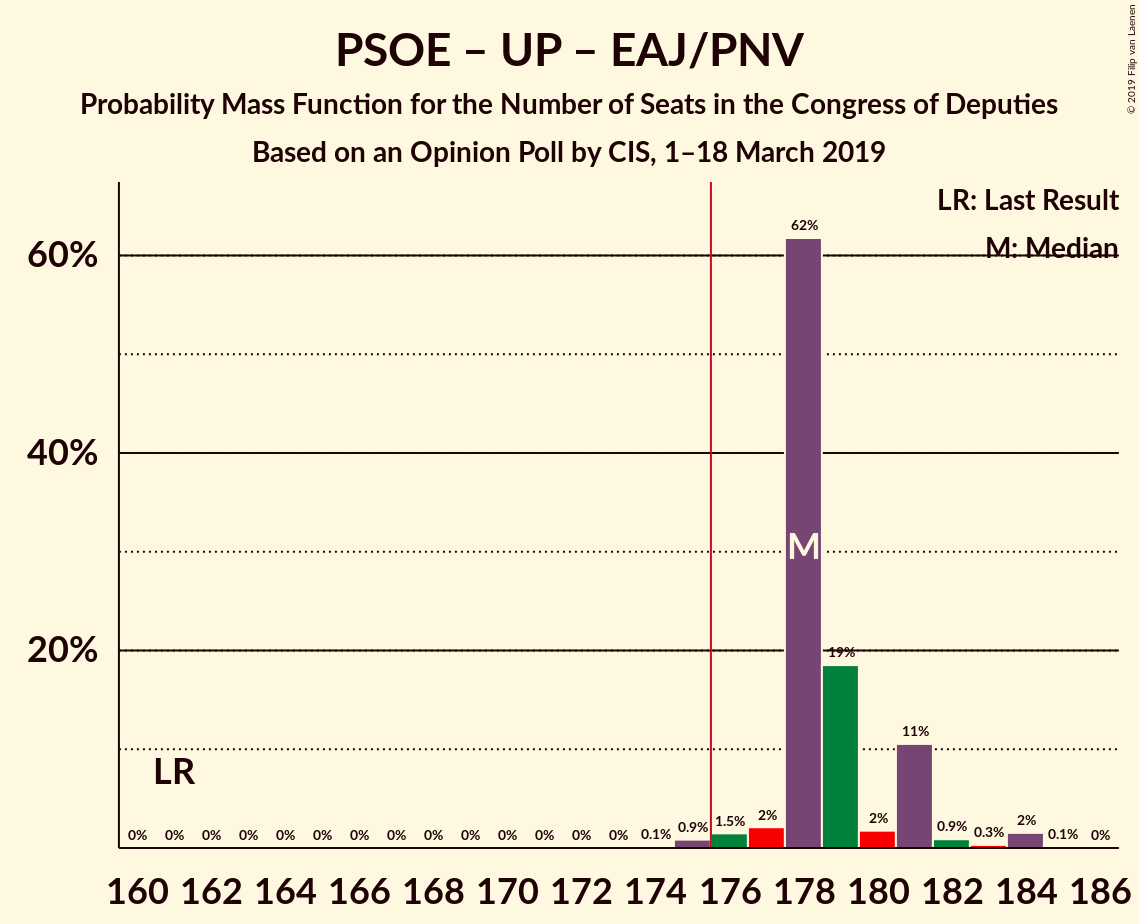 PSOE – UP – EAJ/PNV
Probability Mass Function for the Number of Seats in the Congress of Deputies
Based on an Opinion Poll by CIS, 1–18 March 2019
© 2019 Filip van Laenen
LR: Last Result
M: Median
60%
40%
20%
62%
M
19%
11%
LR
0% 0% 0% 0% 0% 0% 0% 0% 0% 0% 0% 0% 0% 0% 0.1% 0.9% 1.5% 2% 2% 0.9% 0.3% 2% 0.1% 0%
160 162 164 166 168 170 172 174 176 178 180 182 184 186